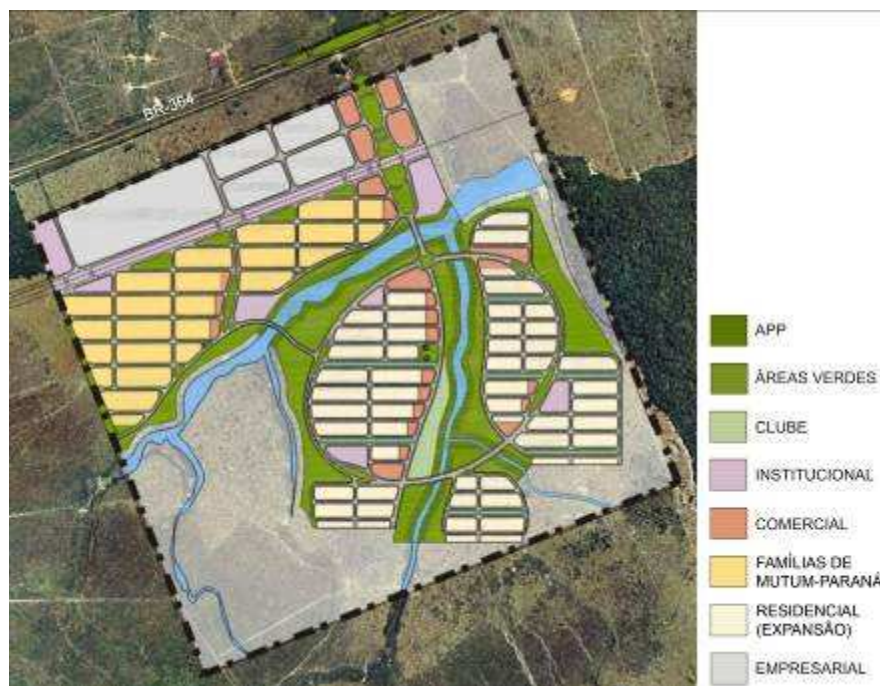 BR-364
APP
ÁREAS VERDES
CLUBE
INSTITUCIONAL
COMERCIAL
FAMÍLIAS DE
MUTUM-PARANÁ
RESIDENCIAL
(EXPANSÃO)
EMPRESARIAL